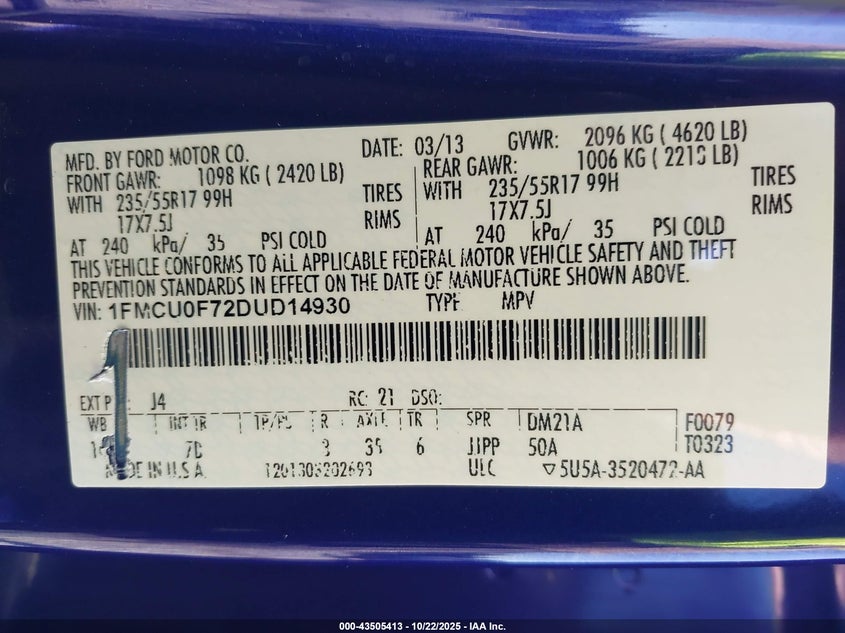 MFD. BY FORD MOTOR CO. DATE: 03/13 GVWR: 2096 KG ( 4620 LB)
FRONT GAWR: 1098 KG ( 2420 LB) REAR GAWR: 1006 KG ( 2218 LB)
WITH 235/55R17 99H TIRES WITH 235/55R17 99H TIRES
17X7.5J RIMS 17X7.5J RIMS
AT 240 kPa/ 35 PSI COLD AT 240 kPa/ 35 PSI COLD
THIS VEHICLE CONFORMS TO ALL APPLICABLE FEDERAL MOTOR VEHICLE SAFETY AND THEFT
PREVENTION STANDARDS IN EFFECT ON THE DATE OF MANUFACTURE SHOWN ABOVE.
VIN: 1FMCU0F72DUD14930 TYPE: MPV
EXT P J4 RC: 21 DSO:
WB INT TR TP/PS R AXLE TR SPR DM21A F0079
7D 3 6 JJPP 50A T0323
MADE IN U.S.A. ULC ▽5U5A-3520472-AA
000-43505413 - 10/22/2025 - IAA Inc.